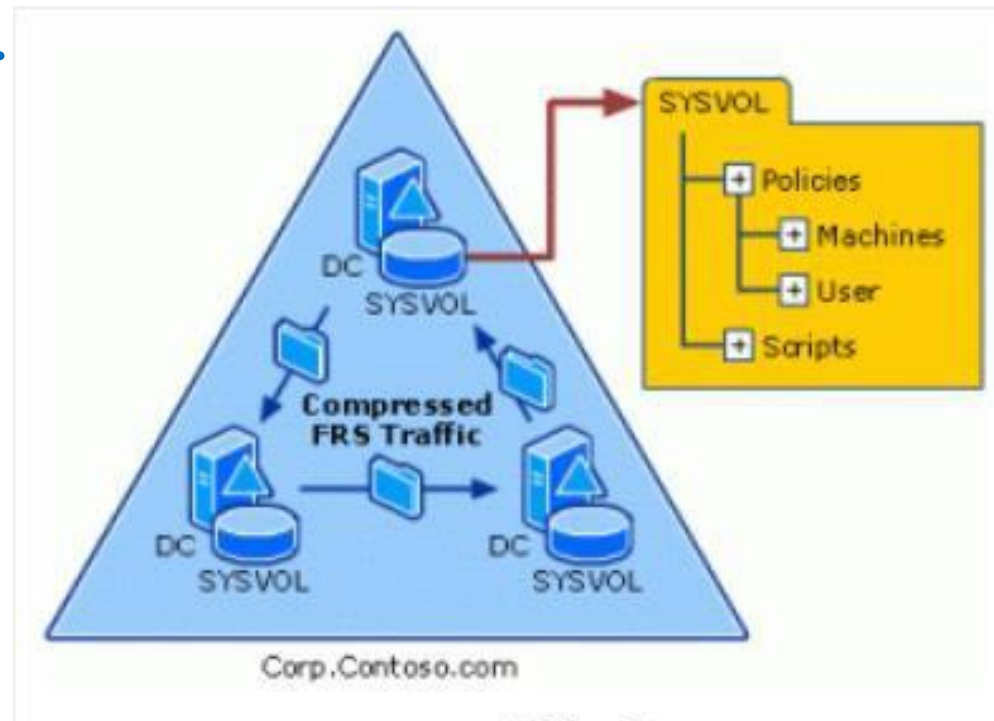 SYSVOL
Policies
Machines
User
Scripts
DC
SYSVOL
Compressed
FRS Traffic
DC
SYSVOL
DC
SYSVOL
Corp.Contoso.com